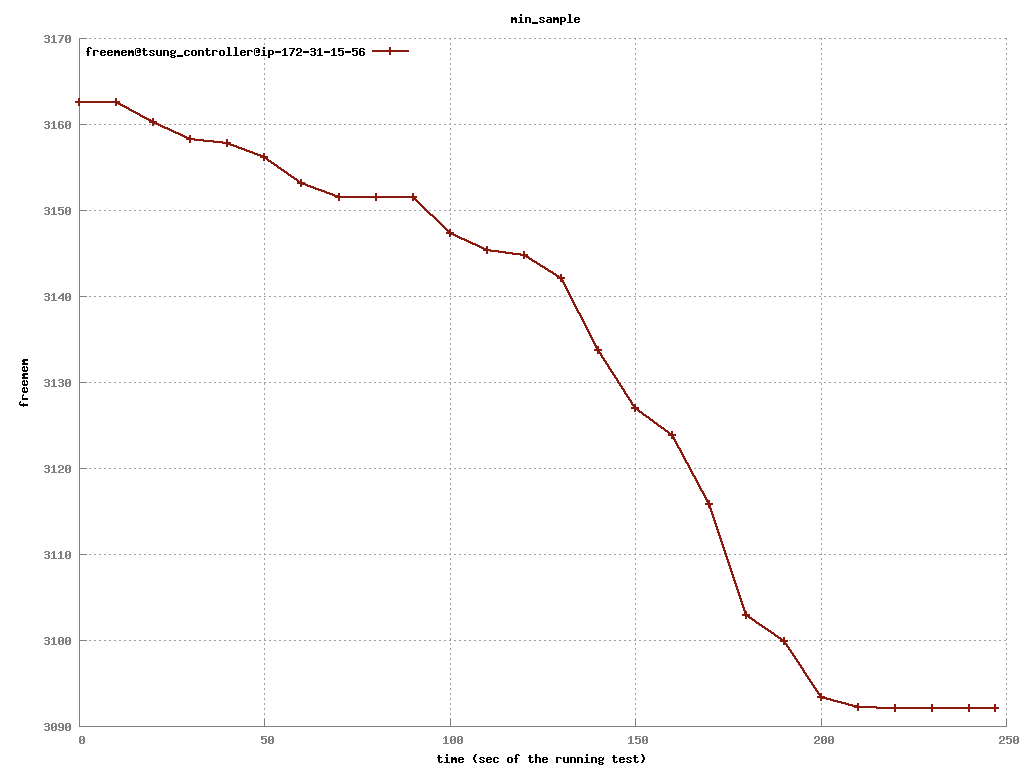 min_sample
3170
freemem@tsung_controller@ip-172-31-15-56
3160
3150
3140
freemem
3130
3120
3110
3100
3090
0 50 100 150 200 250
time (sec of the running test)